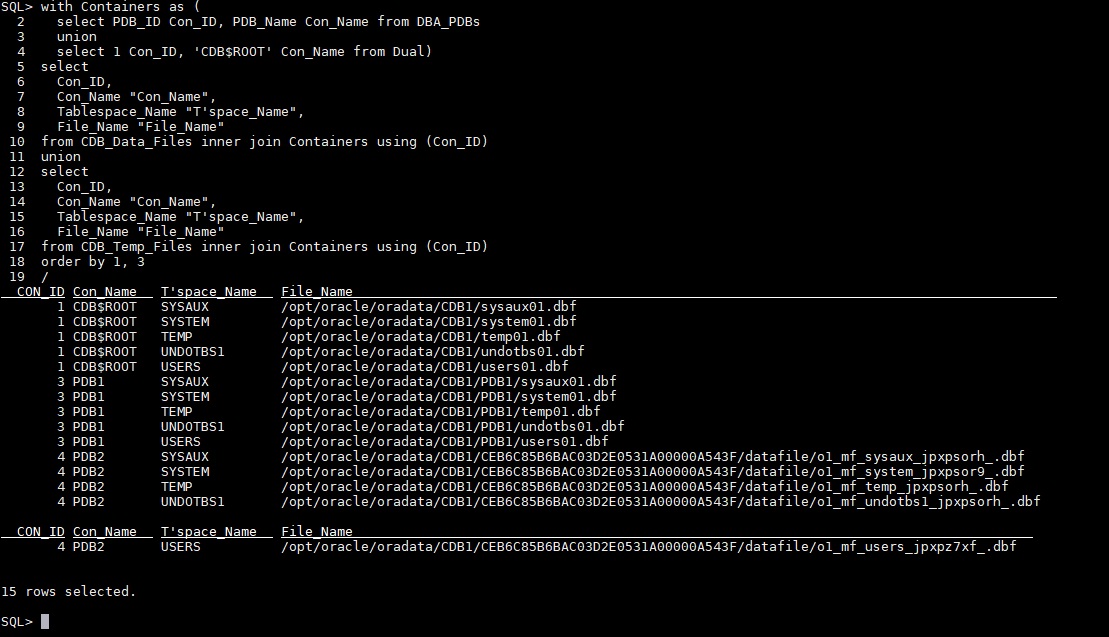 SQL> with Containers as (
  2    select PDB_ID Con_ID, PDB_Name Con_Name from DBA_PDBs
  3    union
  4    select 1 Con_ID, 'CDB$ROOT' Con_Name from Dual)
  5  select
  6    Con_ID,
  7    Con_Name "Con_Name",
  8    Tablespace_Name "T'space_Name",
  9    File_Name "File_Name"
 10  from CDB_Data_Files inner join Containers using (Con_ID)
 11  union
 12  select
 13    Con_ID,
 14    Con_Name "Con_Name",
 15    Tablespace_Name "T'space_Name",
 16    File_Name "File_Name"
 17  from CDB_Temp_Files inner join Containers using (Con_ID)
 18  order by 1, 3
 19  /
  CON_ID Con_Name   T'space_Name   File_Name
       1 CDB$ROOT   SYSAUX         /opt/oracle/oradata/CDB1/sysaux01.dbf
       1 CDB$ROOT   SYSTEM         /opt/oracle/oradata/CDB1/system01.dbf
       1 CDB$ROOT   TEMP           /opt/oracle/oradata/CDB1/temp01.dbf
       1 CDB$ROOT   UNDOTBS1       /opt/oracle/oradata/CDB1/undotbs01.dbf
       1 CDB$ROOT   USERS          /opt/oracle/oradata/CDB1/users01.dbf
       3 PDB1       SYSAUX         /opt/oracle/oradata/CDB1/PDB1/sysaux01.dbf
       3 PDB1       SYSTEM         /opt/oracle/oradata/CDB1/PDB1/system01.dbf
       3 PDB1       TEMP           /opt/oracle/oradata/CDB1/PDB1/temp01.dbf
       3 PDB1       UNDOTBS1       /opt/oracle/oradata/CDB1/PDB1/undotbs01.dbf
       3 PDB1       USERS          /opt/oracle/oradata/CDB1/PDB1/users01.dbf
       4 PDB2       SYSAUX         /opt/oracle/oradata/CDB1/CEB6C85B6BAC03D2E0531A00000A543F/datafile/o1_mf_sysaux_jpxpsorh_.dbf
       4 PDB2       SYSTEM         /opt/oracle/oradata/CDB1/CEB6C85B6BAC03D2E0531A00000A543F/datafile/o1_mf_system_jpxpsor9_.dbf
       4 PDB2       TEMP           /opt/oracle/oradata/CDB1/CEB6C85B6BAC03D2E0531A00000A543F/datafile/o1_mf_temp_jpxpsorh_.dbf
       4 PDB2       UNDOTBS1       /opt/oracle/oradata/CDB1/CEB6C85B6BAC03D2E0531A00000A543F/datafile/o1_mf_undotbs1_jpxpsorh_.dbf
  CON_ID Con_Name   T'space_Name   File_Name
       4 PDB2       USERS          /opt/oracle/oradata/CDB1/CEB6C85B6BAC03D2E0531A00000A543F/datafile/o1_mf_users_jpxpz7xf_.dbf
15 rows selected.
SQL>